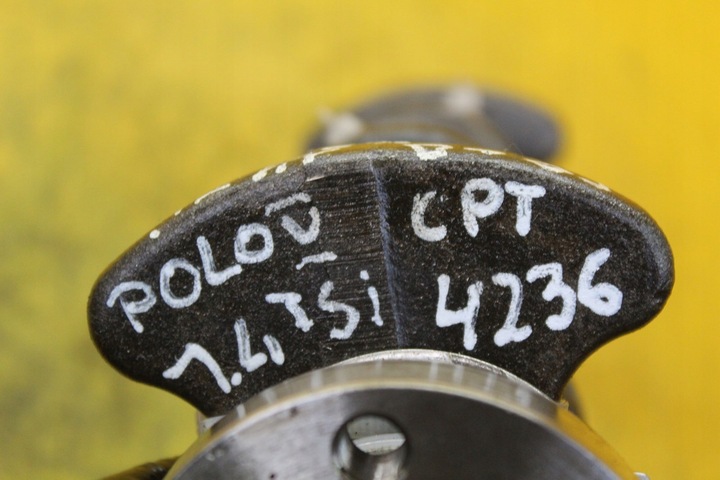 POLO V
1.4 TSi
CPT
4236